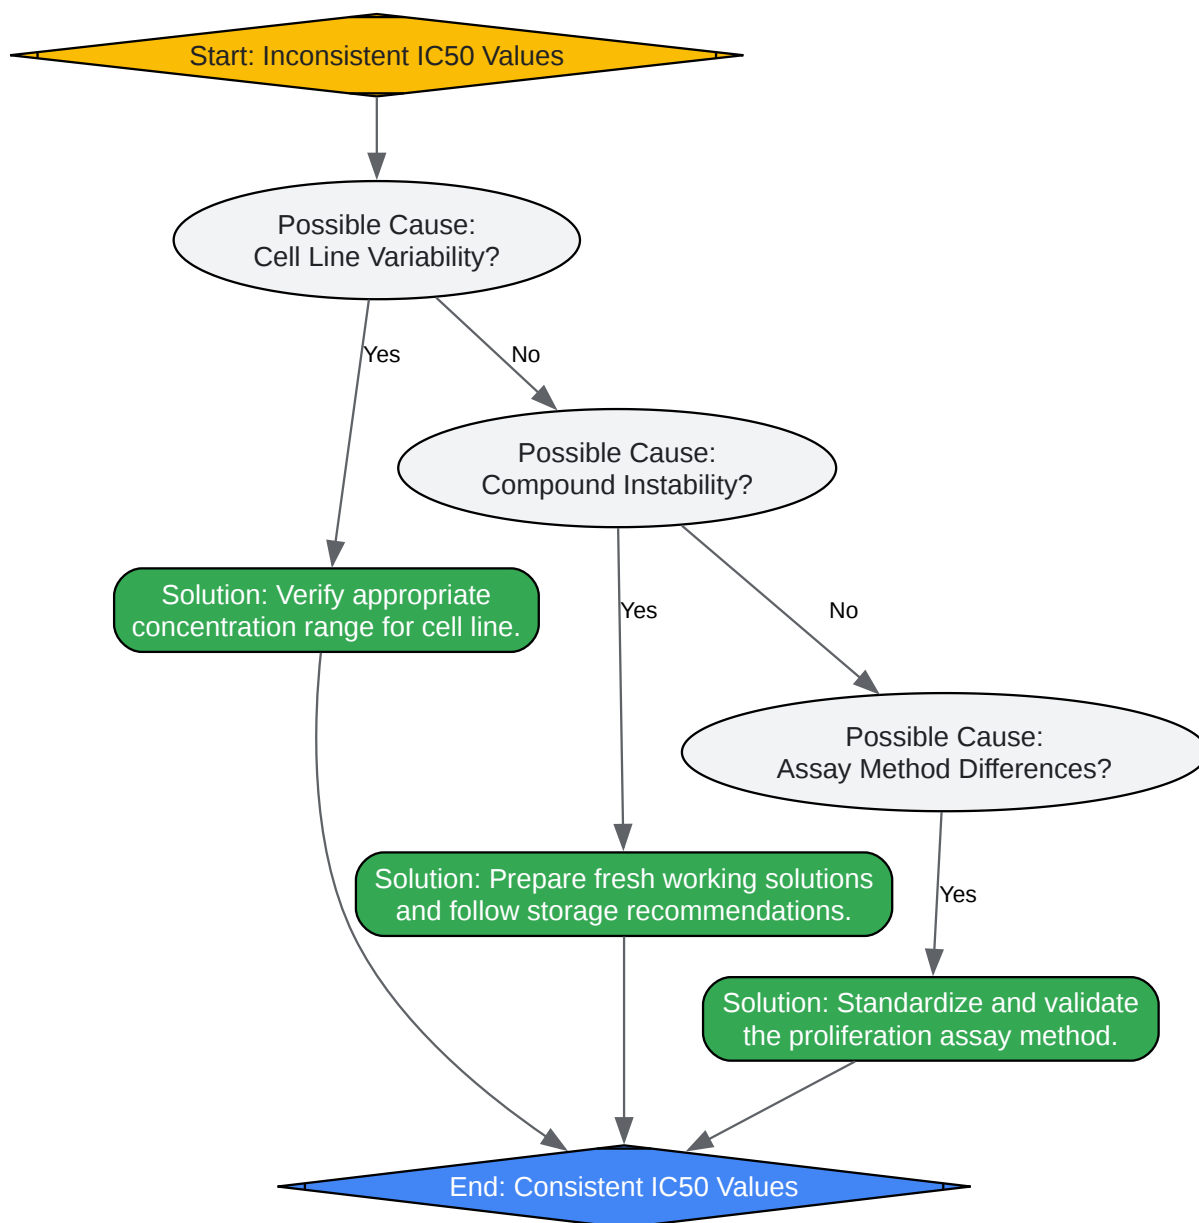 Start: Inconsistent IC50 Values
Possible Cause:
Cell Line Variability?
Yes
No
Possible Cause:
Compound Instability?
Solution: Verify appropriate
concentration range for cell line.
Yes
No
Possible Cause:
Assay Method Differences?
Solution: Prepare fresh working solutions
and follow storage recommendations.
Yes
Solution: Standardize and validate
the proliferation assay method.
End: Consistent IC50 Values